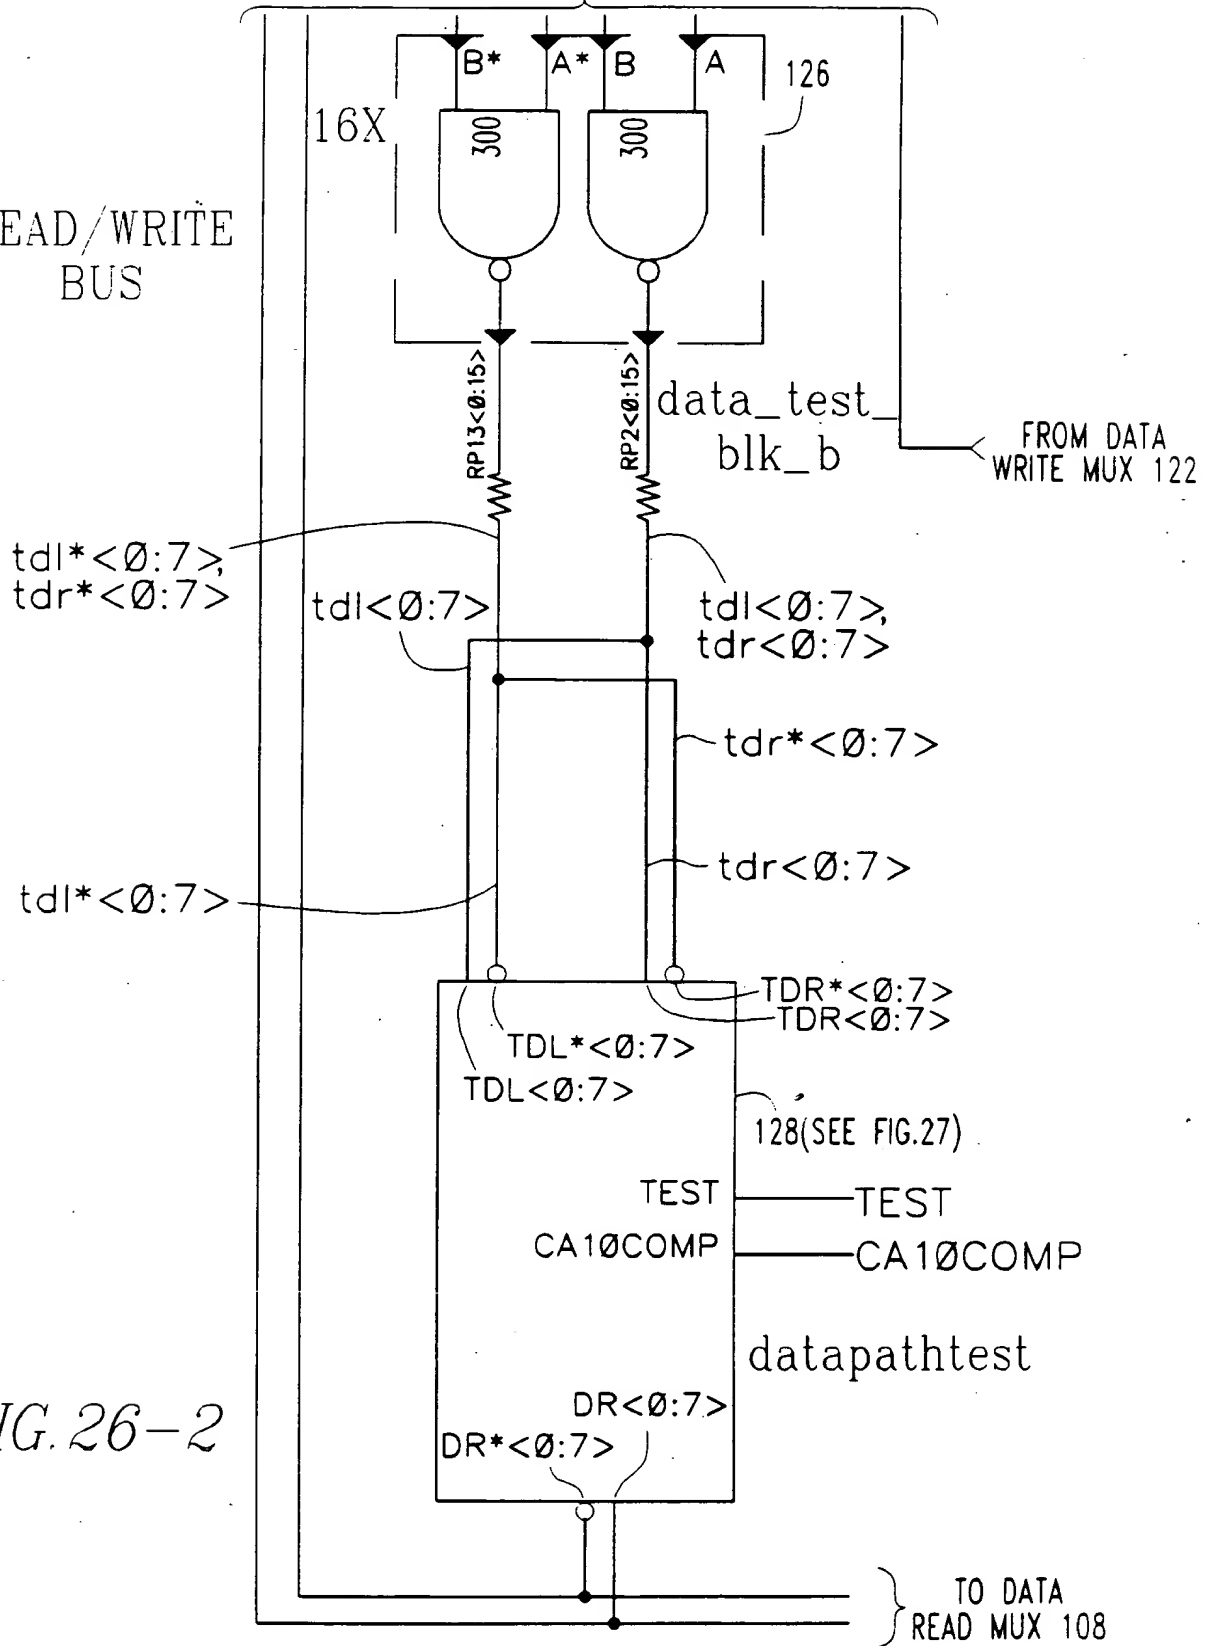 B*
A*
B
A
126
16X
300
300
EAD/WRITE
BUS
RP13<0:15>
RP2<0:15>
data_test_
blk_b
FROM DATA
WRITE MUX 122
tdl*<0:7>,
tdr*<0:7>
tdl<0:7>
tdl<0:7>,
tdr<0:7>
tdr*<0:7>
tdr<0:7>
tdl*<0:7>
TDR*<0:7>
TDR<0:7>
TDL*<0:7>
TDL<0:7>
128(SEE FIG.27)
TEST
TEST
CA10COMP
CA10COMP
datapathtest
DR<0:7>
IG. 26-2
DR*<0:7>
TO DATA
READ MUX 108